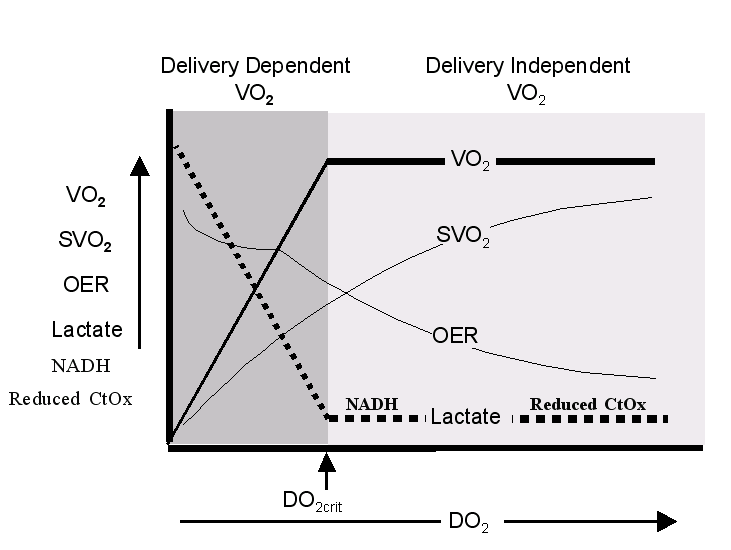 Delivery Dependent
VO₂
Delivery Independent
VO₂
VO₂
SVO₂
OER
Lactate
NADH
Reduced CtOx
VO₂
SVO₂
OER
NADH
Lactate
Reduced CtOx
DO₂crit
DO₂